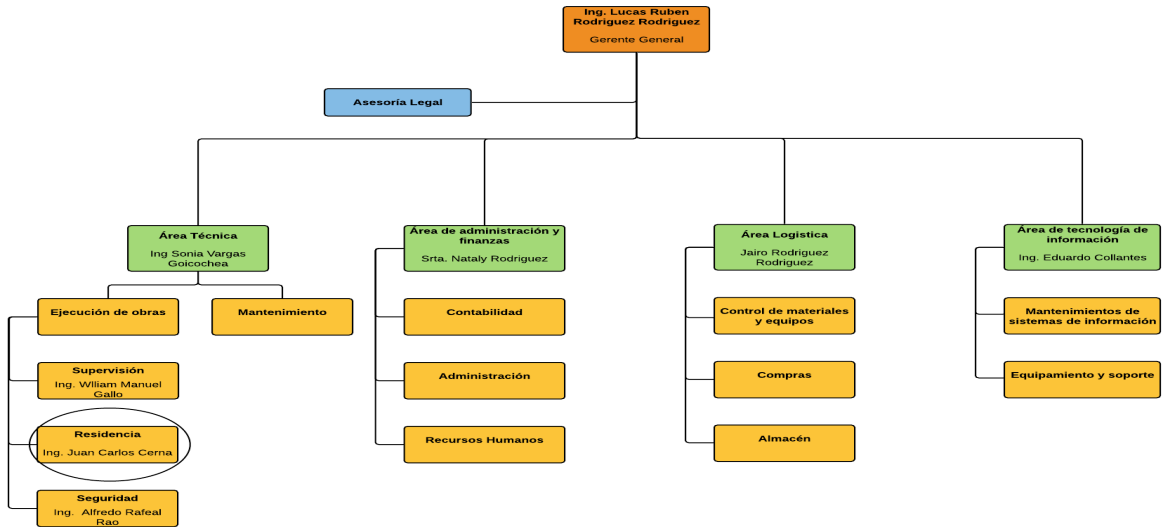 Ing. Lucas Ruben
Rodriguez Rodriguez
Gerente General
Asesoría Legal
Área Técnica
Ing Sonia Vargas
Goicochea
Área de administración y
finanzas
Srta. Nataly Rodriguez
Área Logistica
Jairo Rodriguez
Rodriguez
Área de tecnología de
información
Ing. Eduardo Collantes
Ejecución de obras
Mantenimiento
Contabilidad
Control de materiales
y equipos
Mantenimientos de
sistemas de información
Supervisión
Ing. Wlliam Manuel
Gallo
Administración
Compras
Equipamiento y soporte
Residencia
Ing. Juan Carlos Cerna
Recursos Humanos
Almacén
Seguridad
Ing. Alfredo Rafeal
Rao